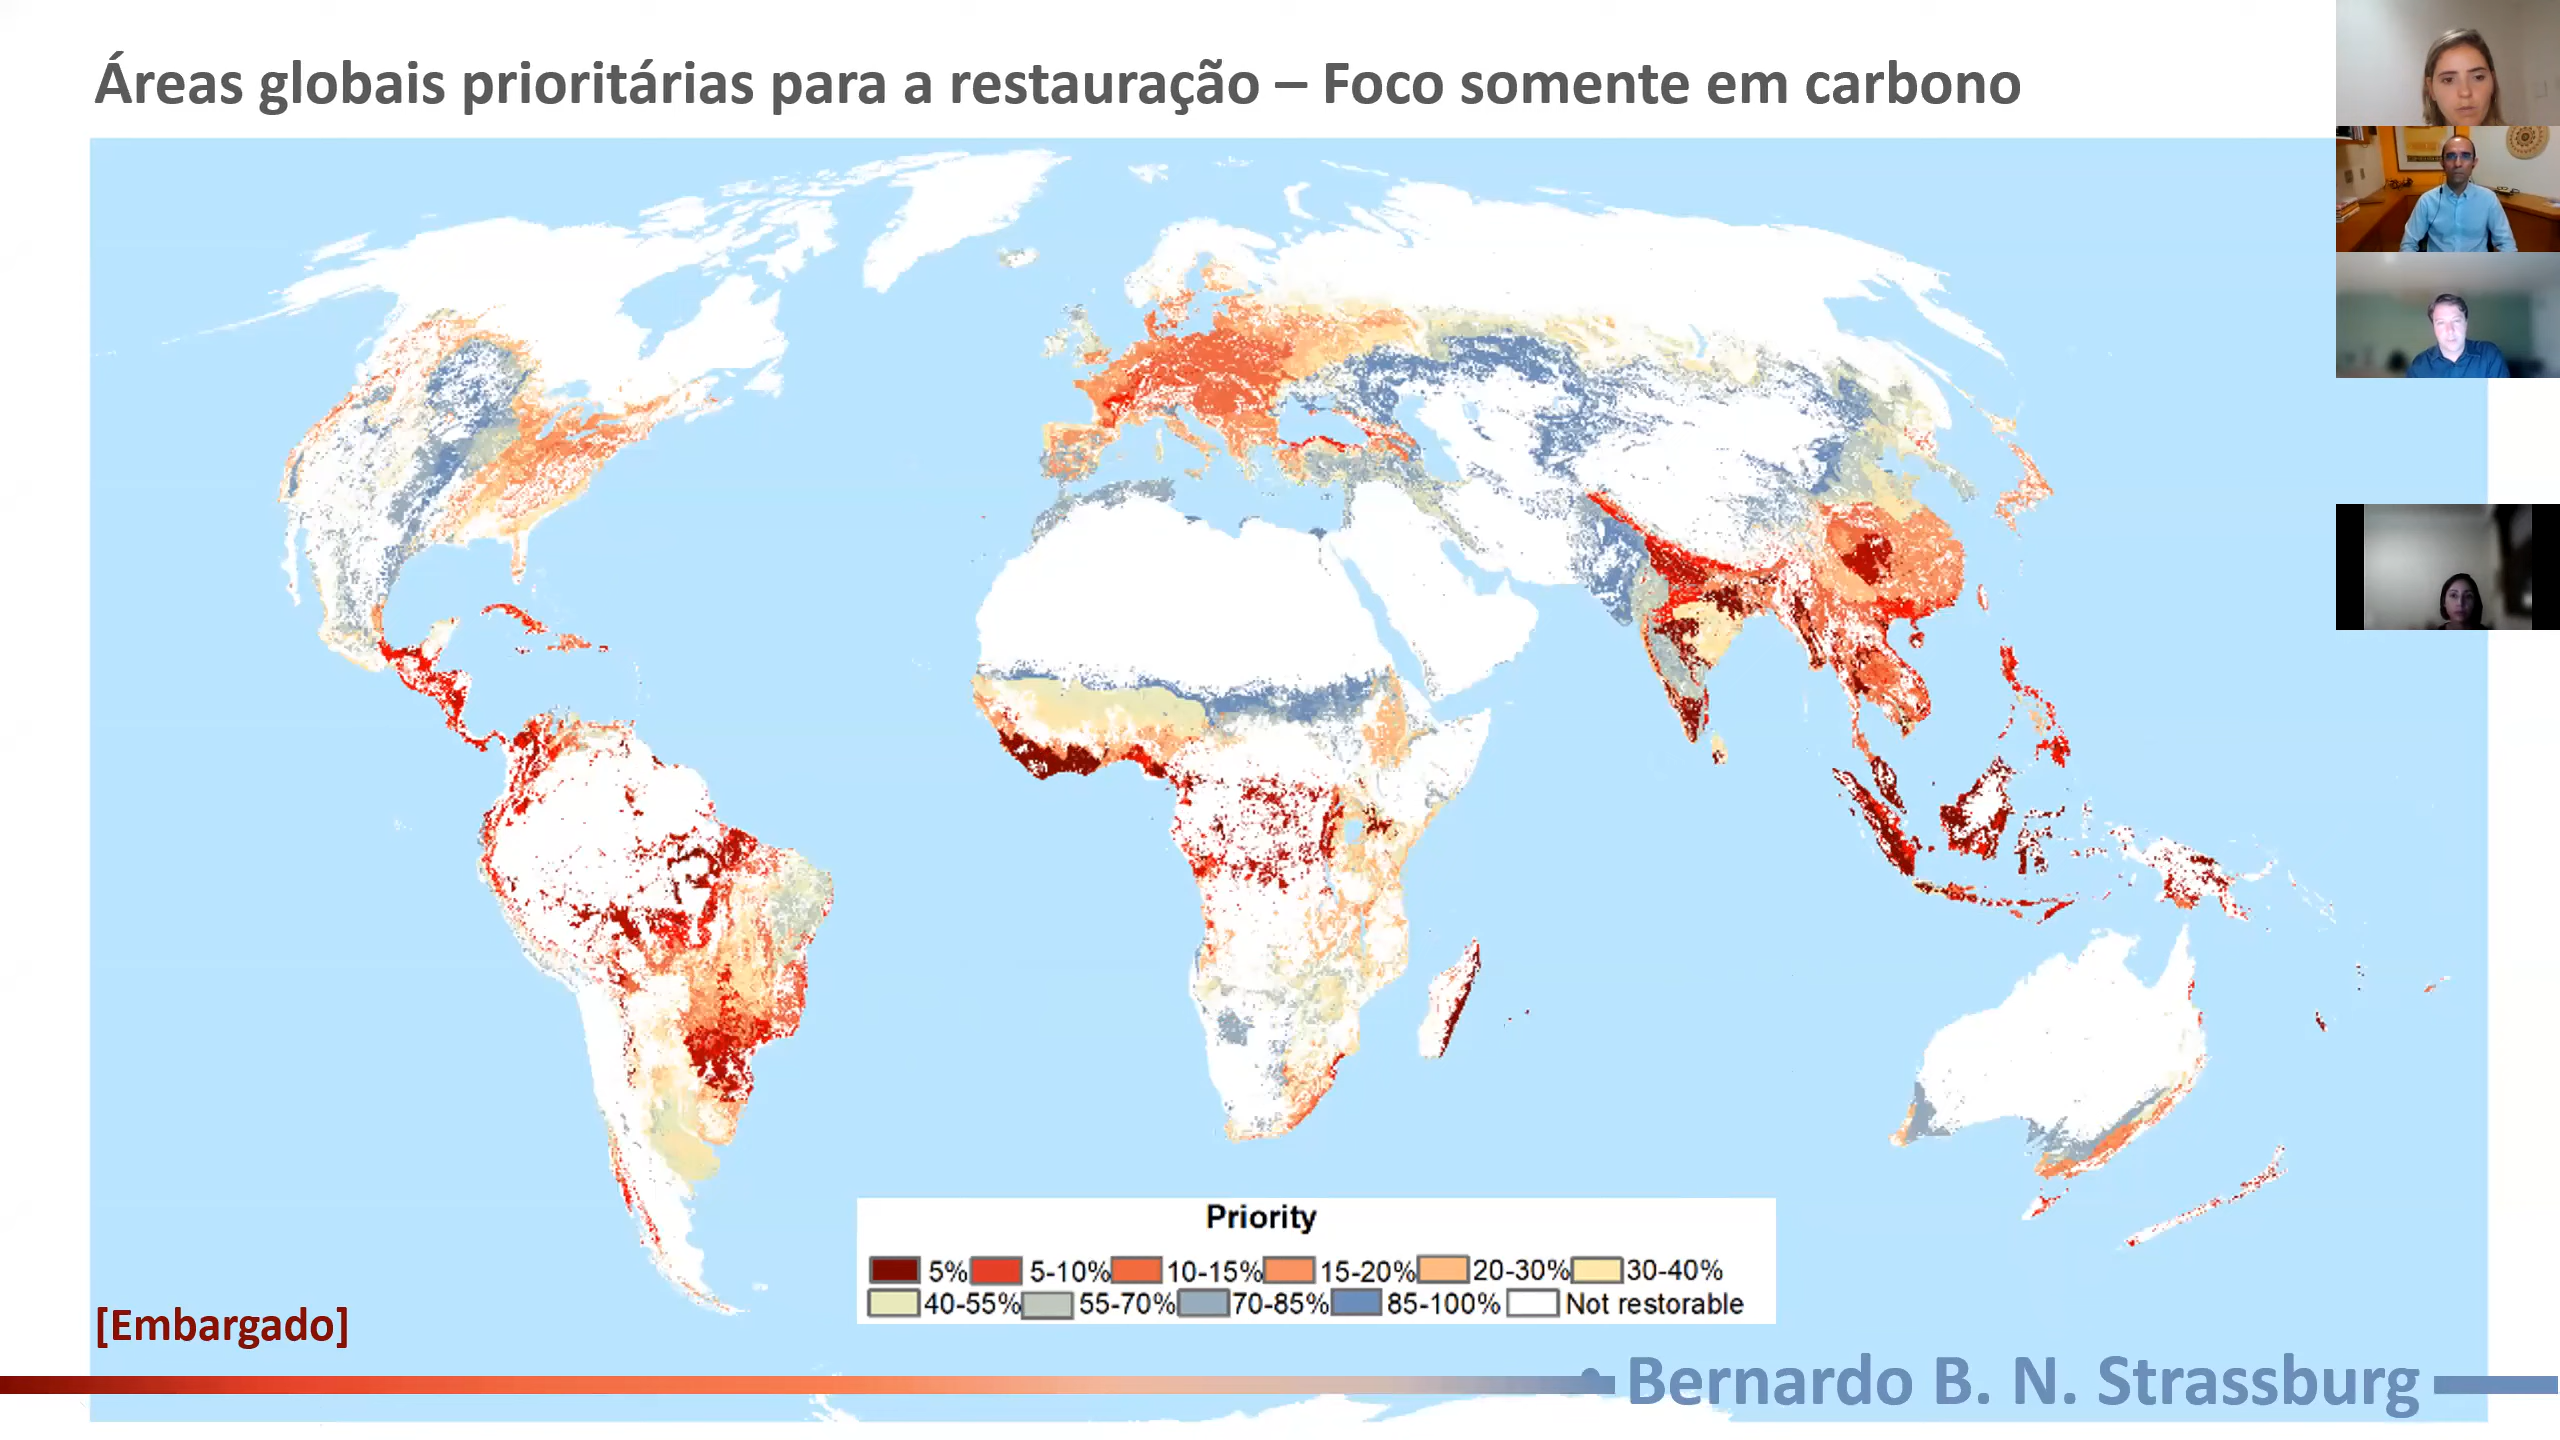 Áreas globais prioritárias para a restauração – Foco somente em carbono
Priority
5% 5-10% 10-15% 15-20% 20-30% 30-40%
40-55% 55-70% 70-85% 85-100% Not restorable
[Embargado]
Bernardo B. N. Strassburg